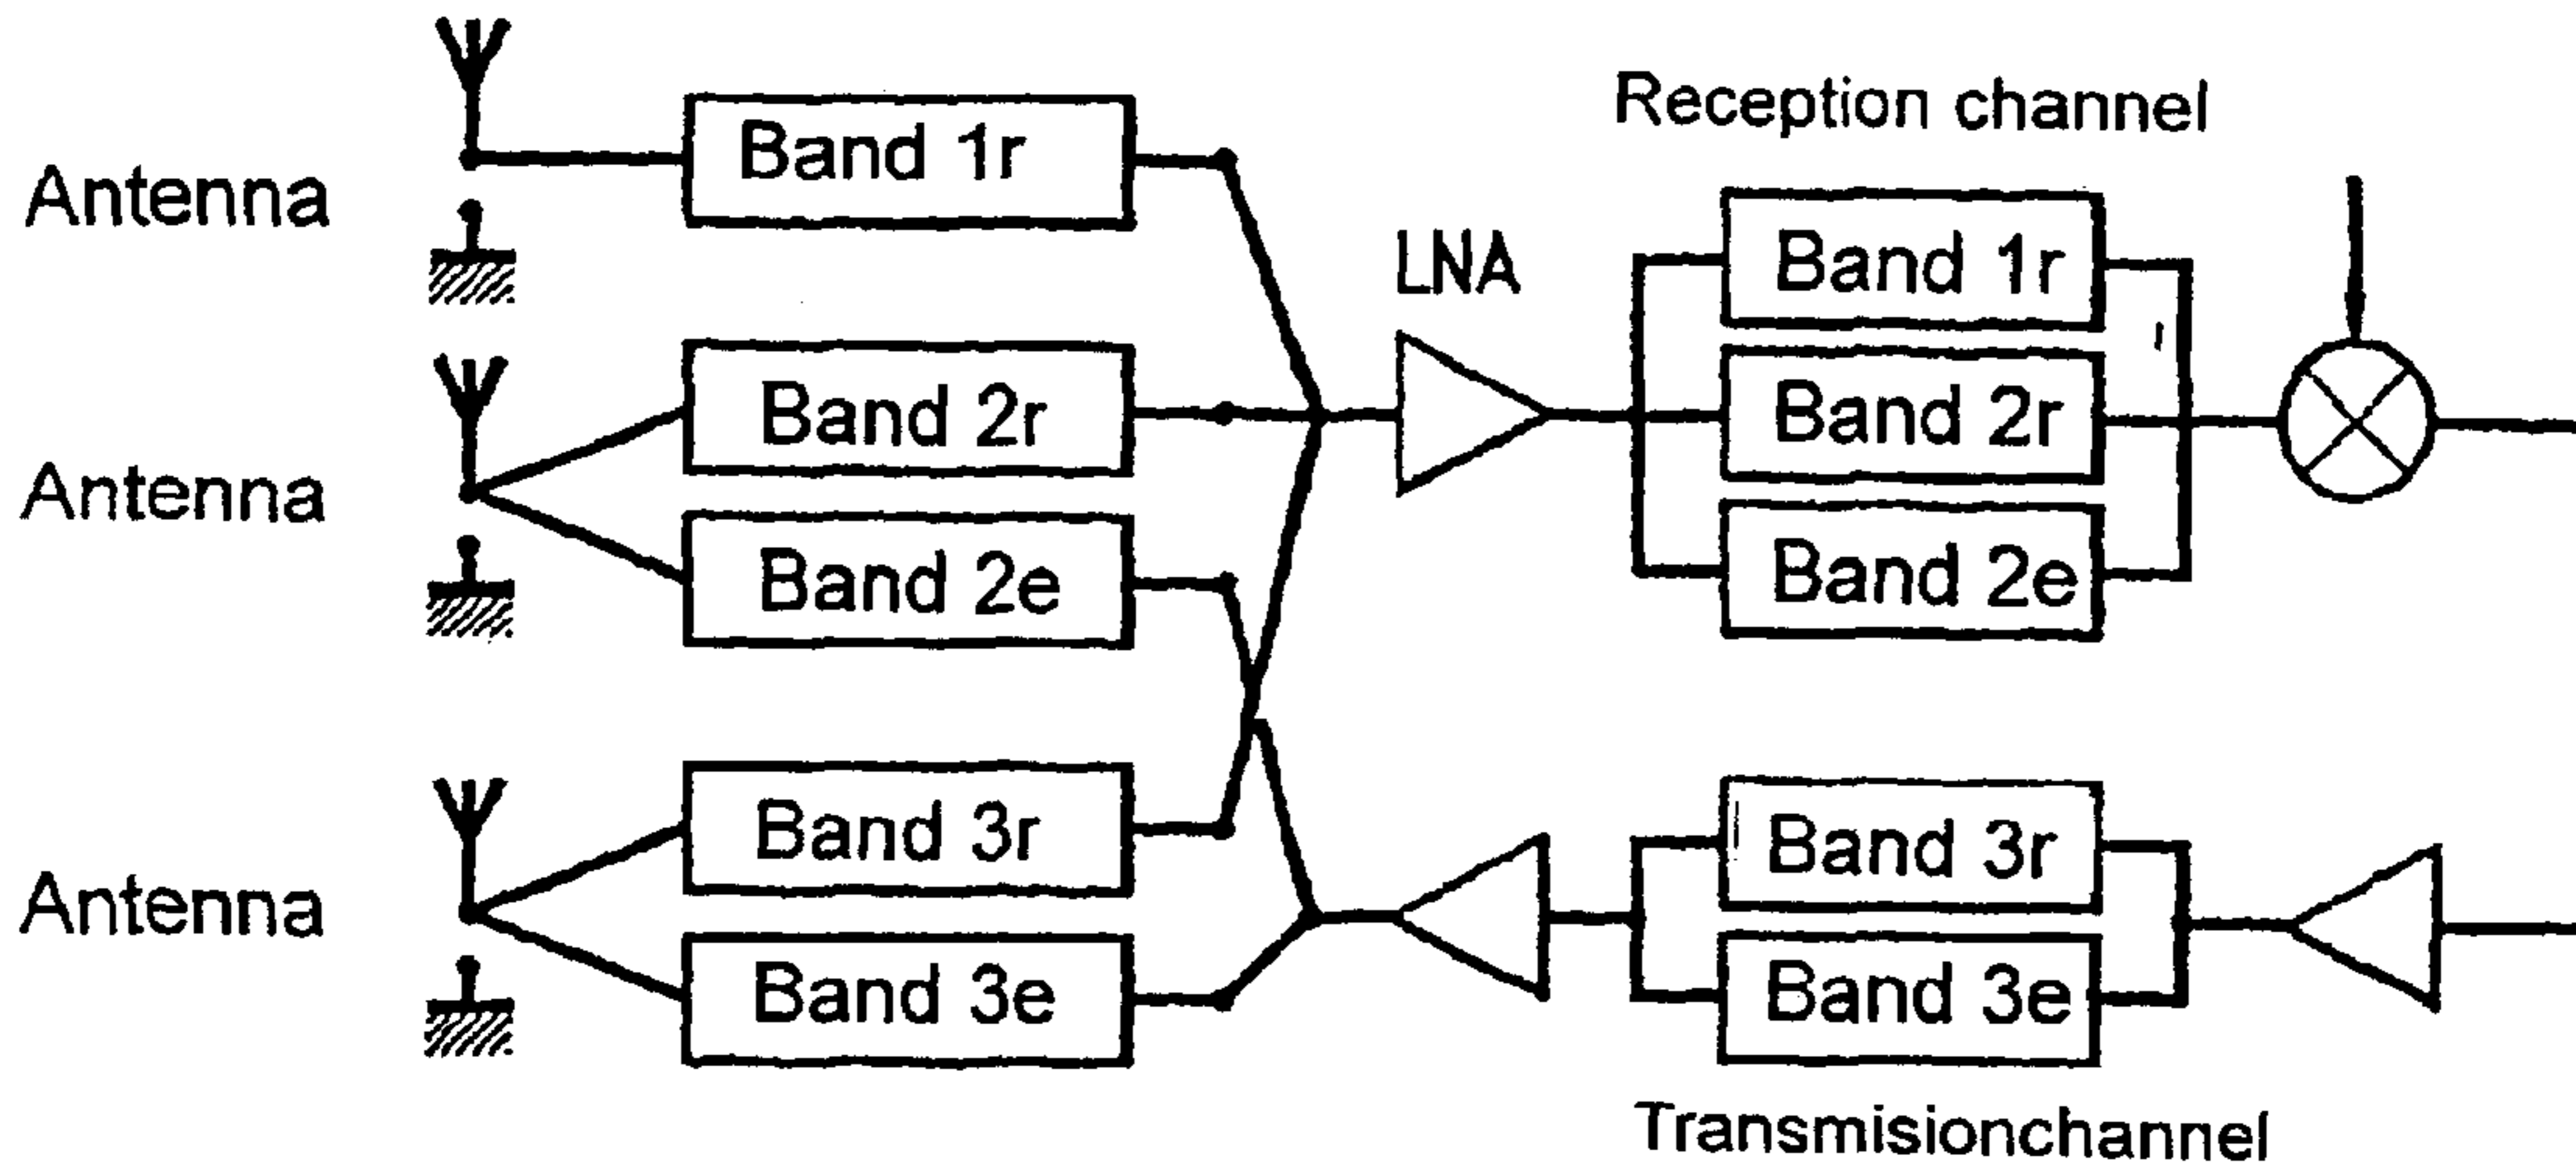 Antenna
Band 1r
Antenna
Band 2r
Band 2e
Antenna
Band 3r
Band 3e
LNA
Reception channel
Band 1r
Band 2r
Band 2e
Band 3r
Band 3e
Transmisionchannel